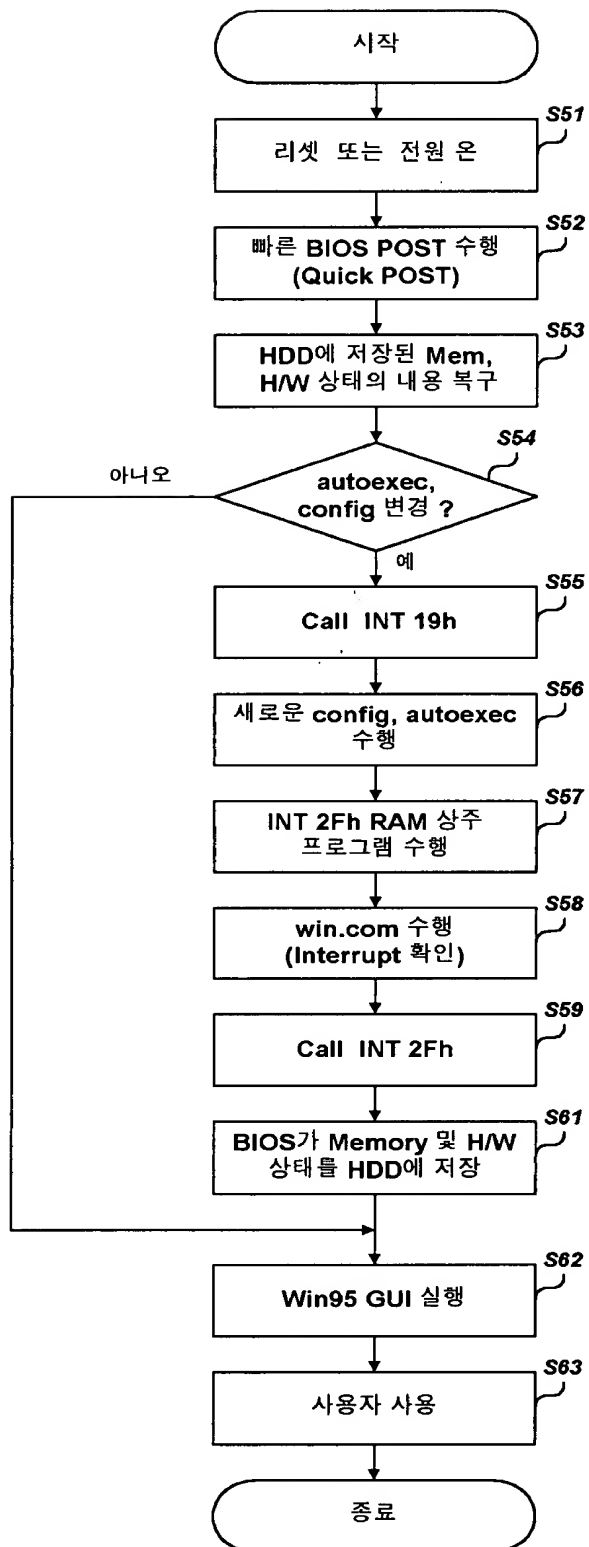 시작
S51
리셋 또는 전원 온
S52
빠른 BIOS POST 수행
(Quick POST)
S53
HDD에 저장된 Mem,
H/W 상태의 내용 복구
S54
아니오
autoexec,
config 변경 ?
예
S55
Call INT 19h
S56
새로운 config, autoexec
수행
S57
INT 2Fh RAM 상주
프로그램 수행
S58
win.com 수행
(Interrupt 확인)
S59
Call INT 2Fh
S61
BIOS가 Memory 및 H/W
상태를 HDD에 저장
S62
Win95 GUI 실행
S63
사용자 사용
종료